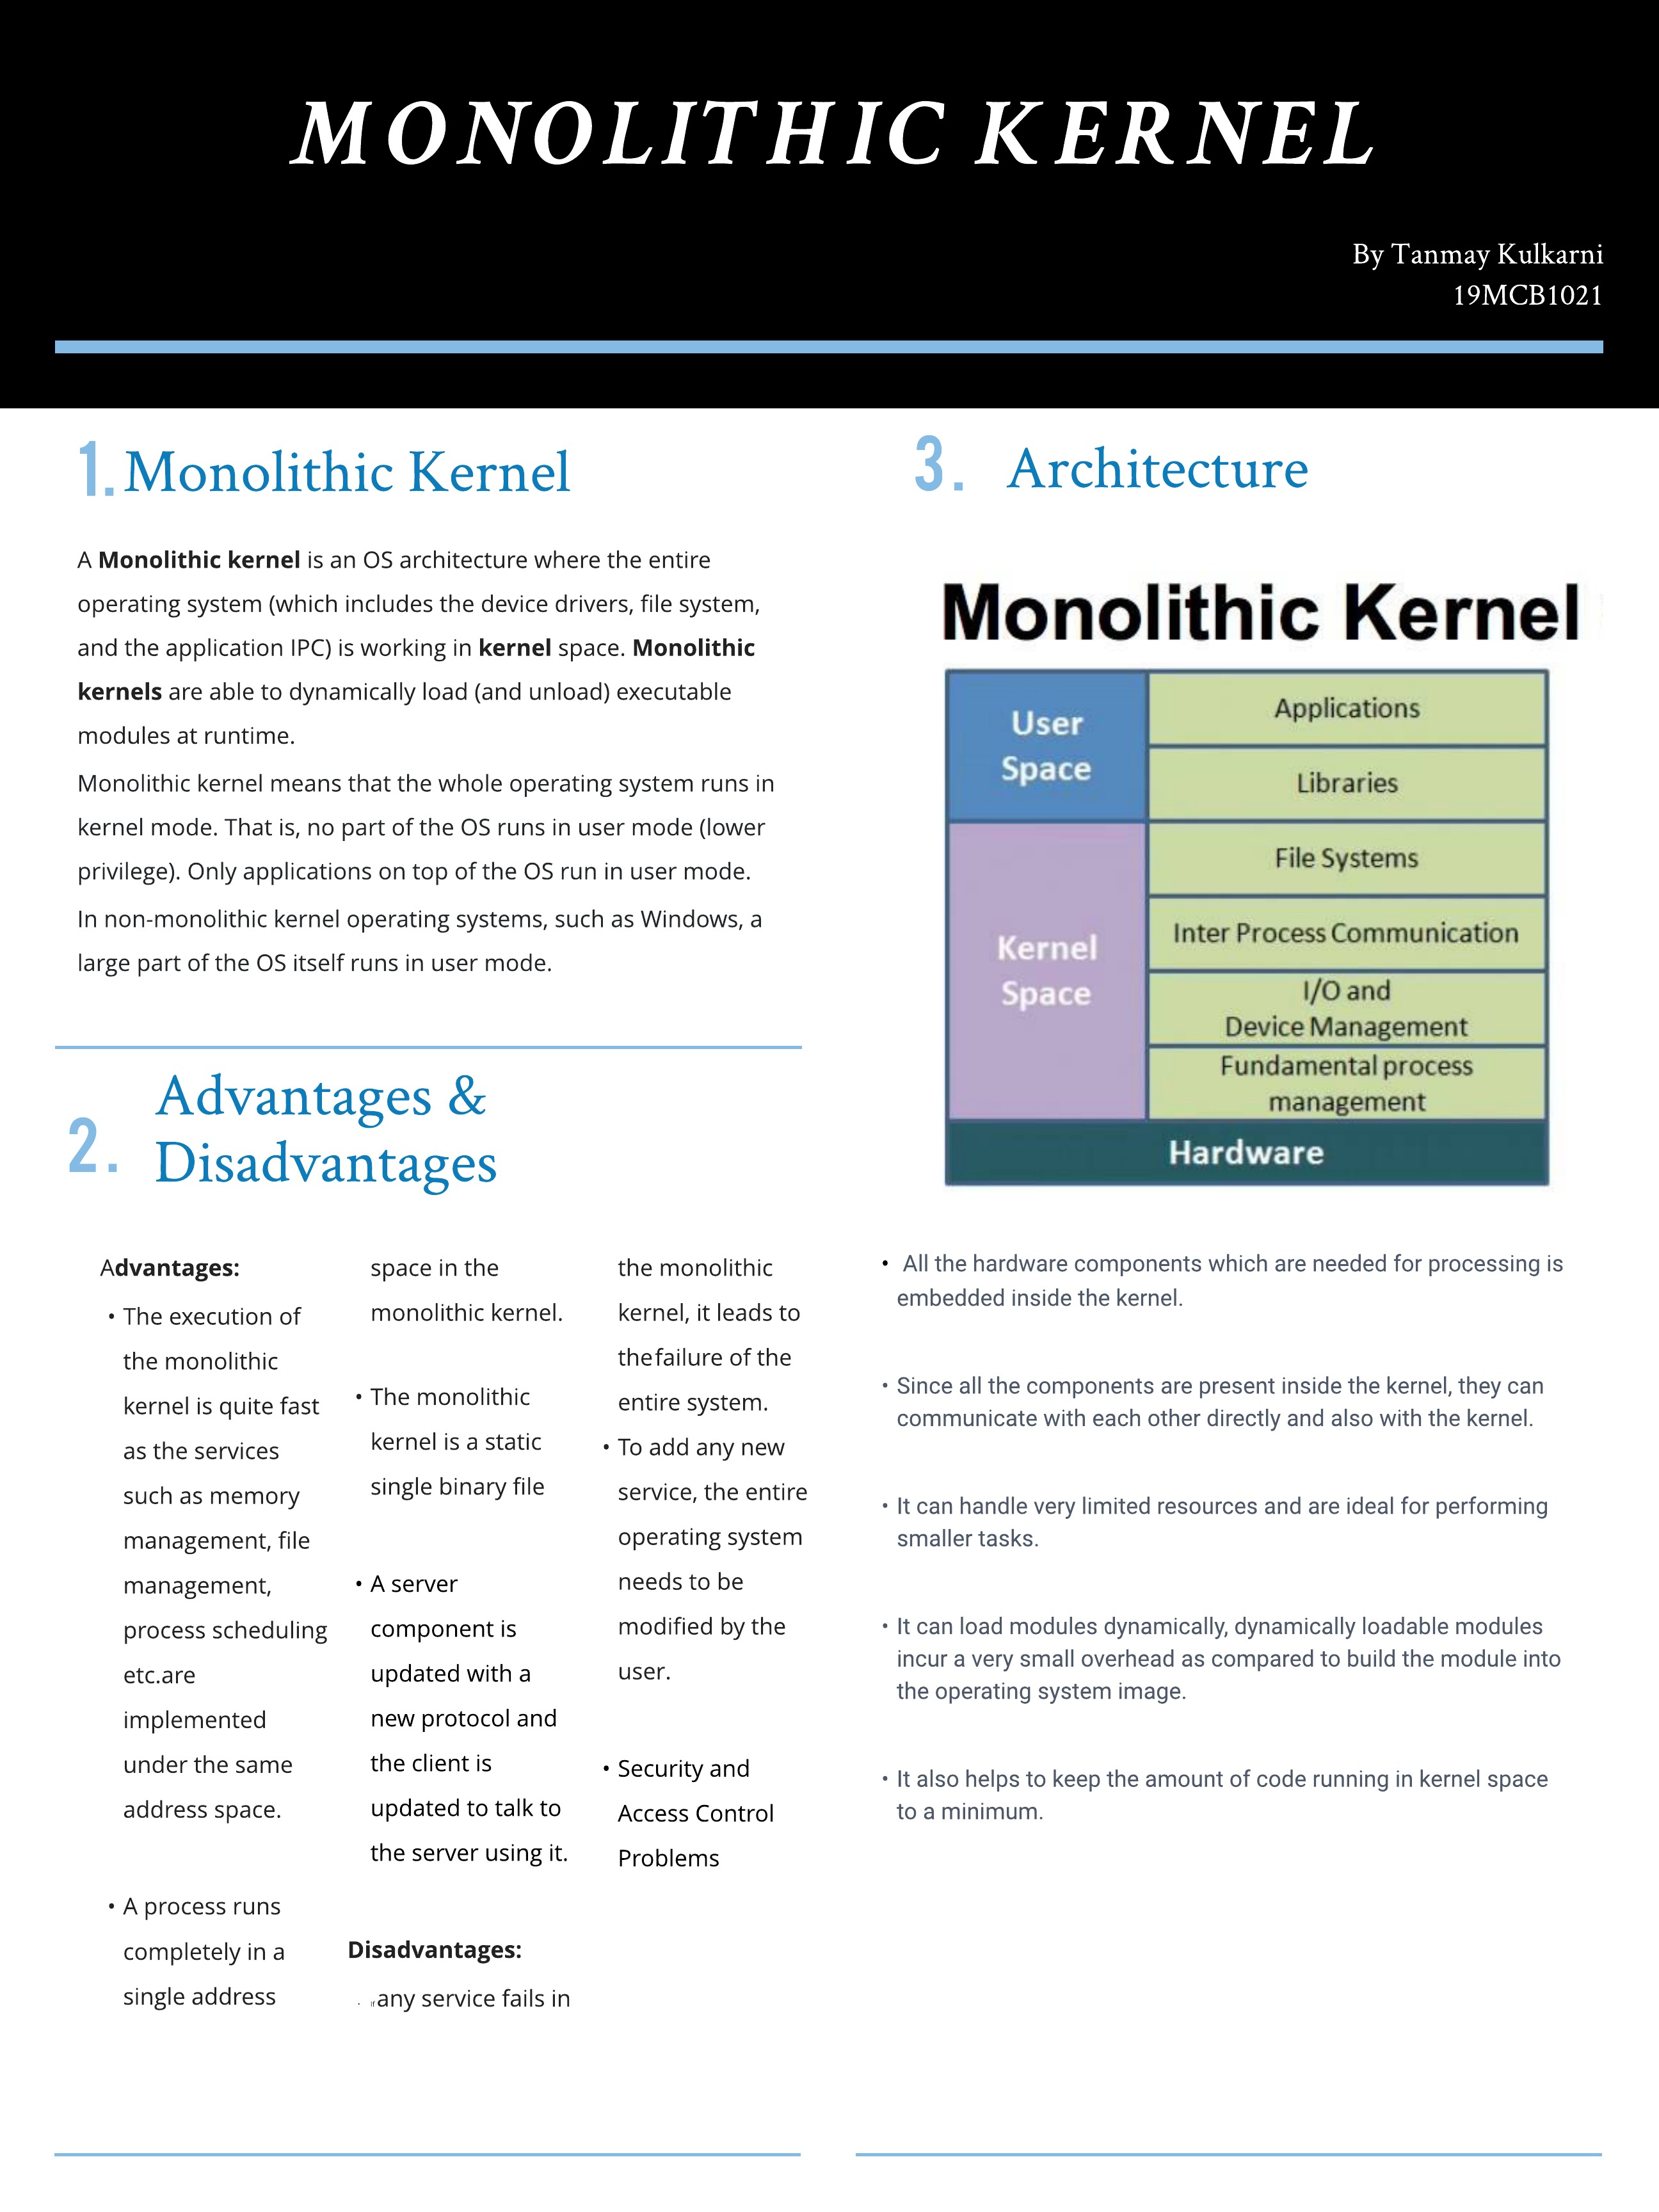 MONOLITHIC KERNEL
By Tanmay Kulkarni
19MCB1021
1. Monolithic Kernel
A Monolithic kernel is an OS architecture where the entire
operating system (which includes the device drivers, file system,
and the application IPC) is working in kernel space. Monolithic
kernels are able to dynamically load (and unload) executable
modules at runtime.
Monolithic kernel means that the whole operating system runs in
kernel mode. That is, no part of the OS runs in user mode (lower
privilege). Only applications on top of the OS run in user mode.
In non-monolithic kernel operating systems, such as Windows, a
large part of the OS itself runs in user mode.
2. Advantages &
Disadvantages
Advantages:
• The execution of
the monolithic
kernel is quite fast
as the services
such as memory
management, file
management,
process scheduling
etc.are
implemented
under the same
address space.
• A process runs
completely in a
single address
space in the
monolithic kernel.
• The monolithic
kernel is a static
single binary file
• A server
component is
updated with a
new protocol and
the client is
updated to talk to
the server using it.
Disadvantages:
• If any service fails in
the monolithic
kernel, it leads to
the failure of the
entire system.
• To add any new
service, the entire
operating system
needs to be
modified by the
user.
• Security and
Access Control
Problems
3. Architecture
Monolithic Kernel
User
Space
Applications
Libraries
Kernel
Space
File Systems
Inter Process Communication
I/O and
Device Management
Fundamental process
management
Hardware
• All the hardware components which are needed for processing is
embedded inside the kernel.
• Since all the components are present inside the kernel, they can
communicate with each other directly and also with the kernel.
• It can handle very limited resources and are ideal for performing
smaller tasks.
• It can load modules dynamically, dynamically loadable modules
incur a very small overhead as compared to build the module into
the operating system image.
• It also helps to keep the amount of code running in kernel space
to a minimum.